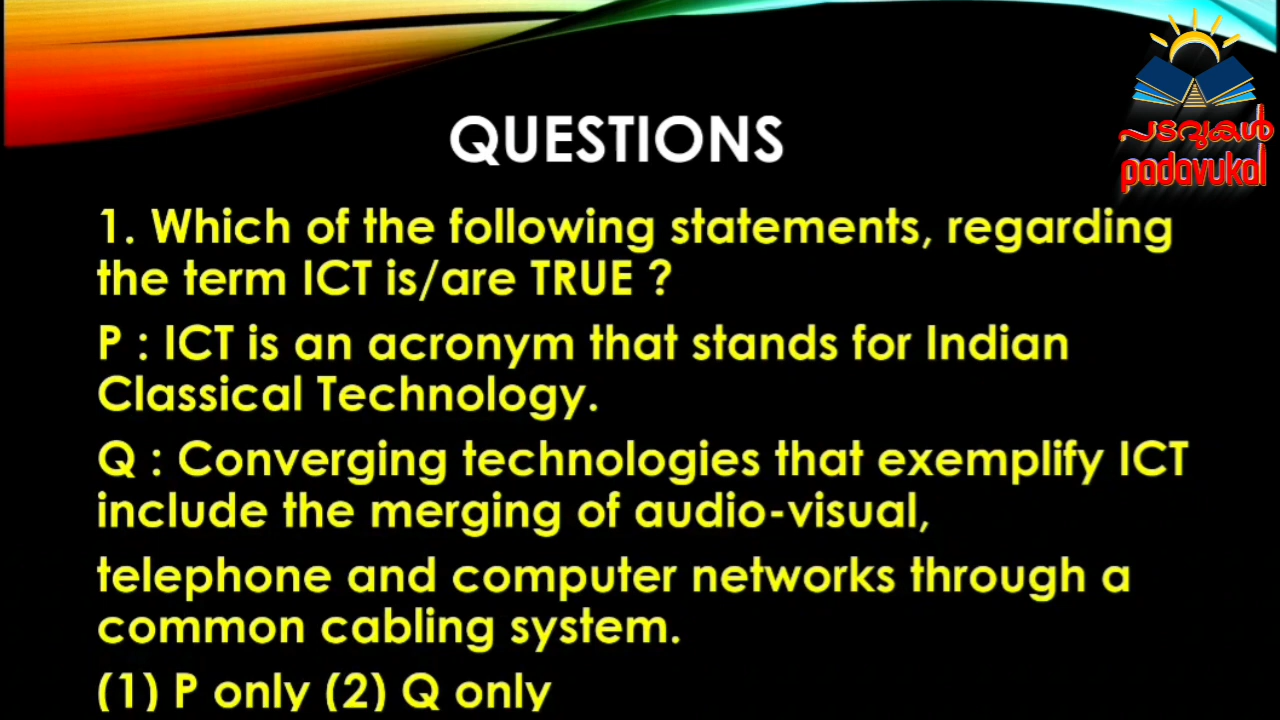 QUESTIONS
പടവുകൾ
padavukal
1. Which of the following statements, regarding
the term ICT is/are TRUE ?
P : ICT is an acronym that stands for Indian
Classical Technology.
Q : Converging technologies that exemplify ICT
include the merging of audio-visual,
telephone and computer networks through a
common cabling system.
(1) P only (2) Q only